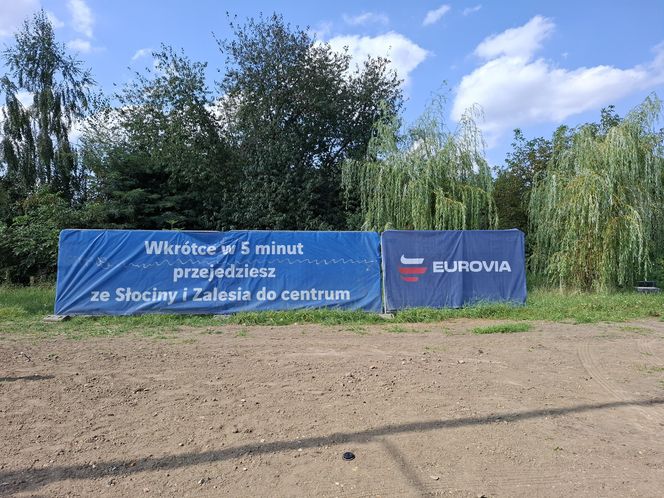 Wkrótce w 5 minut
przejedziesz
ze Słociny i Zalesia do centrum
EUROVIA